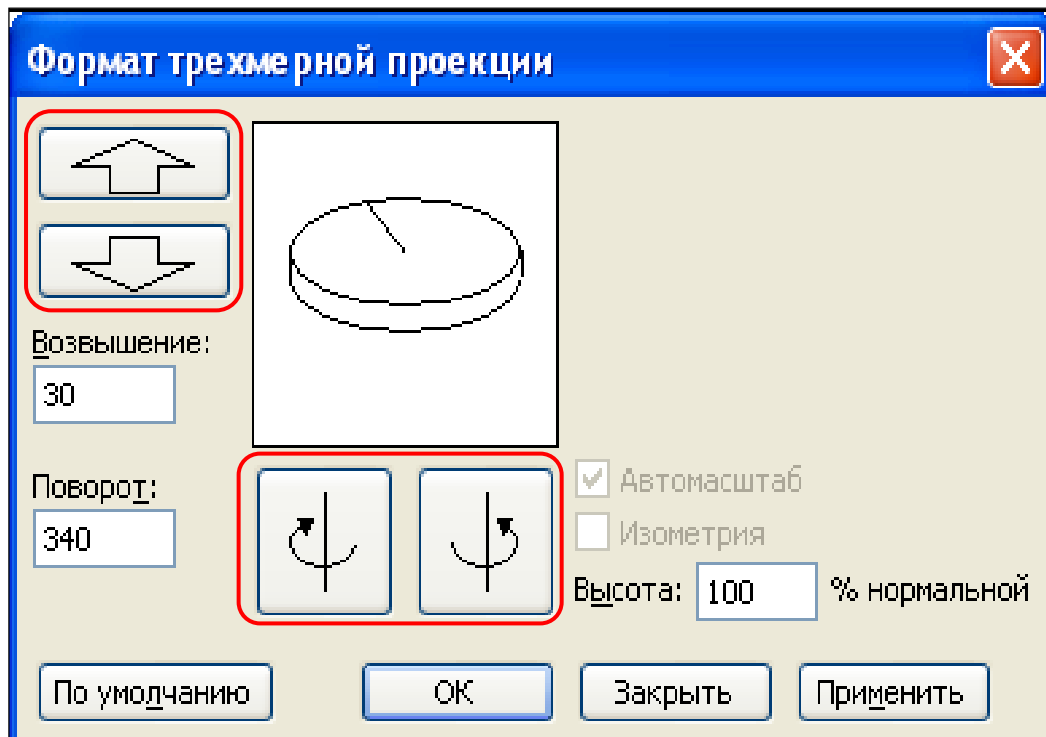 Формат трехмерной проекции
Возвышение:
30
Поворот:
340
Автомасштаб
Изометрия
Высота: 100 % нормальной
По умолчанию ОК Закрыть Применить